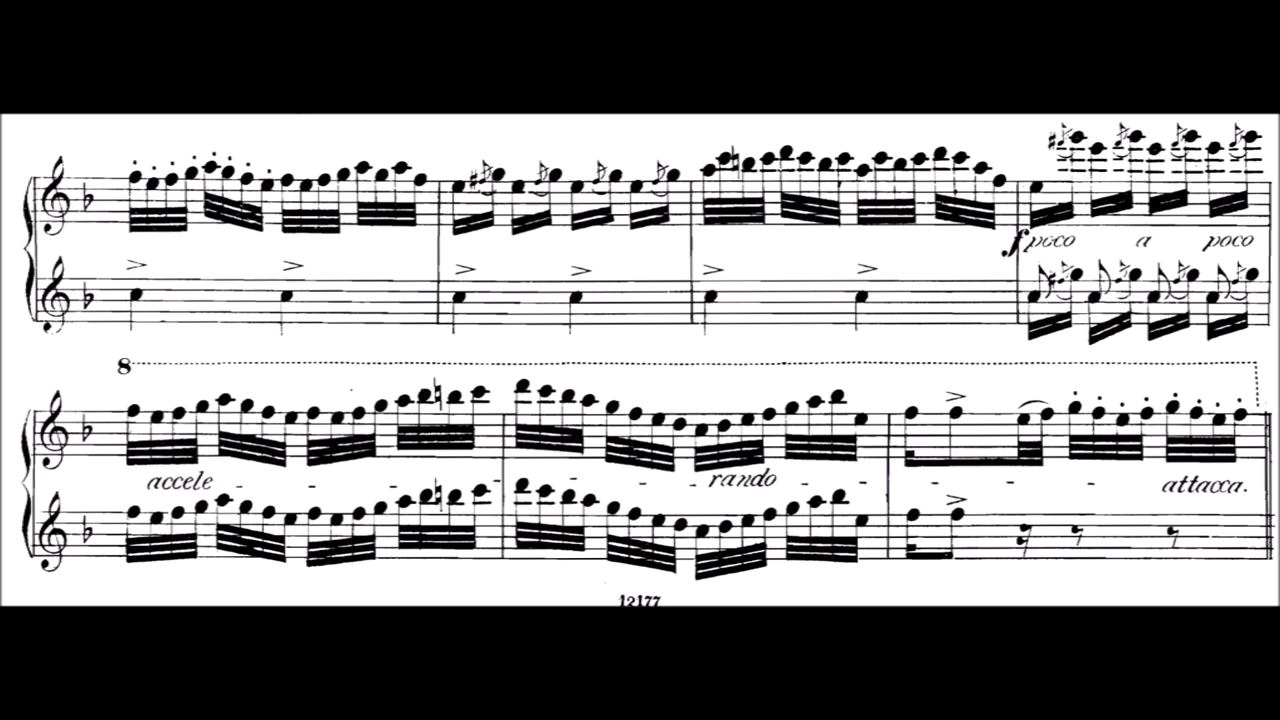 f poco a poco
8
accele - - - - - - - - rando - - - - - attacca.
12177